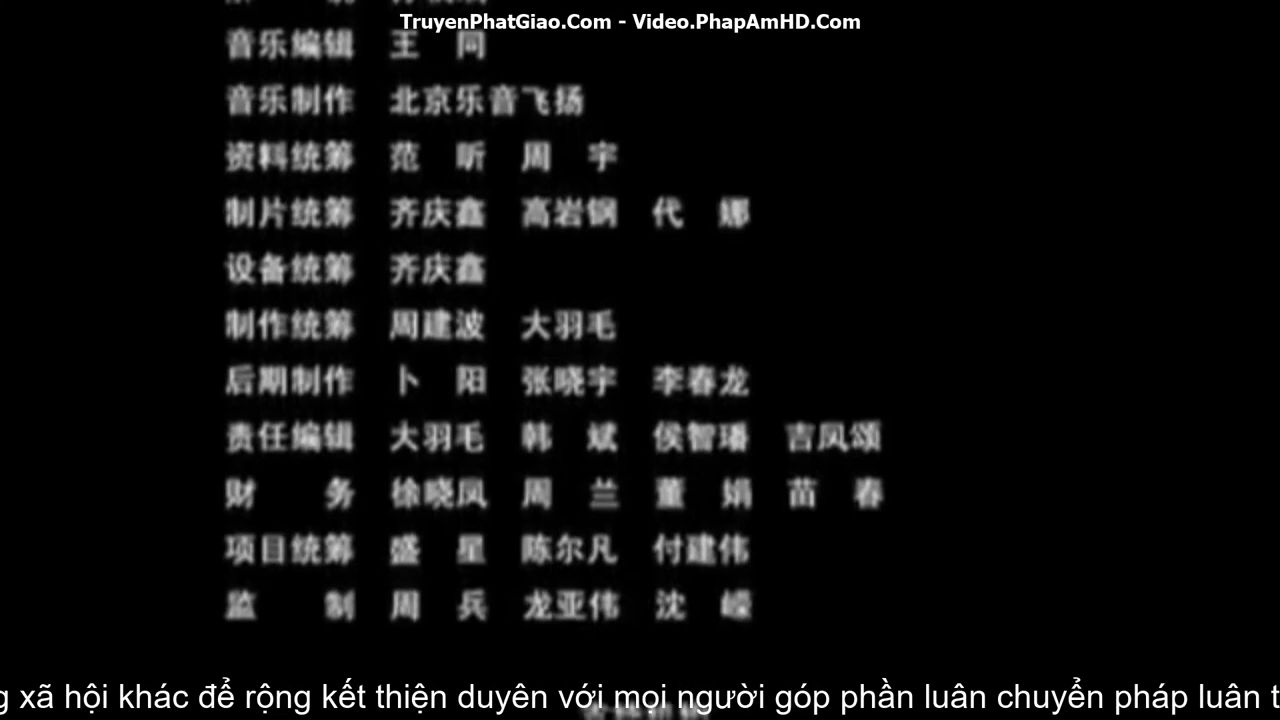 TruyenPhatGiao.Com - Video.PhapAmHD.Com
音乐编辑 王 同
音乐制作 北京乐音飞扬
资料统筹 范 昕 周 宇
制片统筹 齐庆鑫 高岩钢 代 娜
设备统筹 齐庆鑫
制作统筹 周建波 大羽毛
后期制作 卜 阳 张晓宇 李春龙
责任编辑 大羽毛 韩 斌 侯智璠 吉凤颂
财 务 徐晓凤 周 兰 董 娟 苗 春
项目统筹 盛 星 陈尔凡 付建伟
监 制 周 兵 龙亚伟 沈 嵘
g xã hội khác để rộng kết thiện duyên với mọi người góp phần luân chuyển pháp luân t